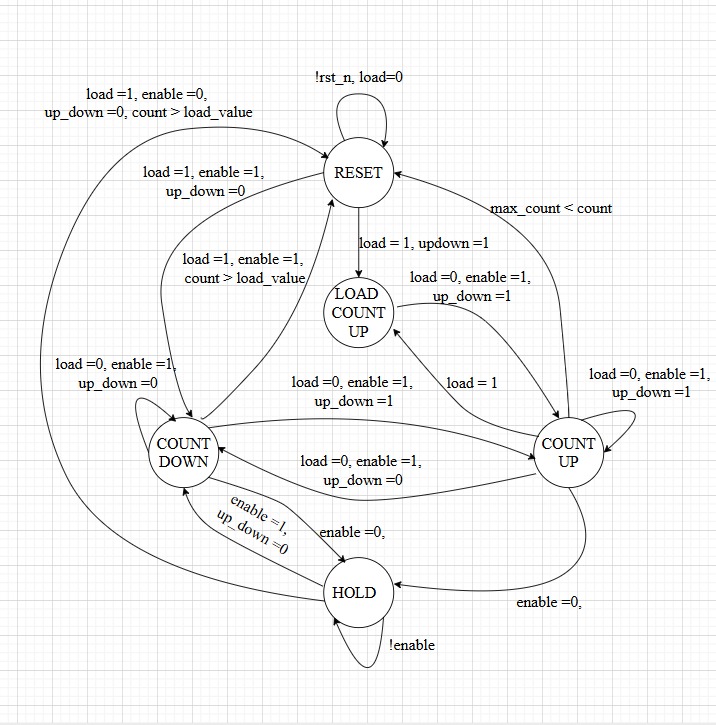 !rst_n, load=0
load =1, enable =0,
up_down =0, count > load_value
load =1, enable =1,
up_down =0
RESET
max_count < count
load = 1, updown =1
load =1, enable =1,
count > load_value
load =0, enable =1,
up_down =1
LOAD
COUNT
UP
load =0, enable =1,
up_down =0
load =0, enable =1,
up_down =1
load = 1
load =0, enable =1,
up_down =1
COUNT
DOWN
COUNT
UP
load =0, enable =1,
up_down =0
enable =1,
up_down =0
enable =0,
HOLD
enable =0,
!enable